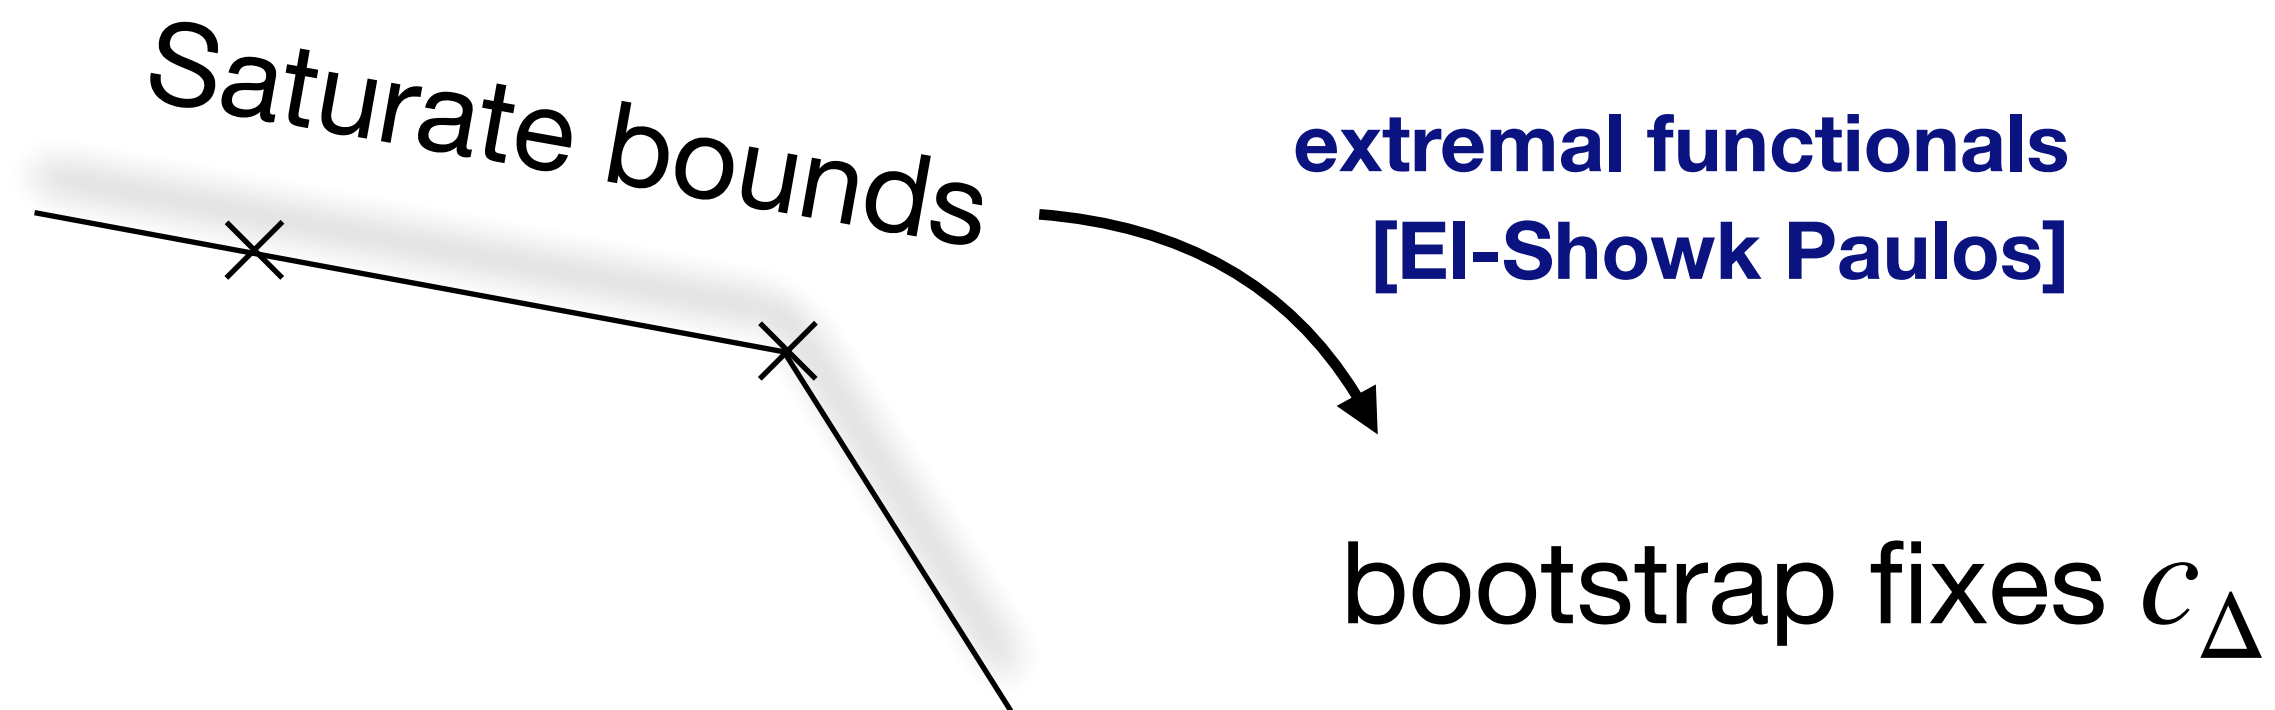 Saturate bounds
extremal functionals
[El-Showk Paulos]
bootstrap fixes c_Δ